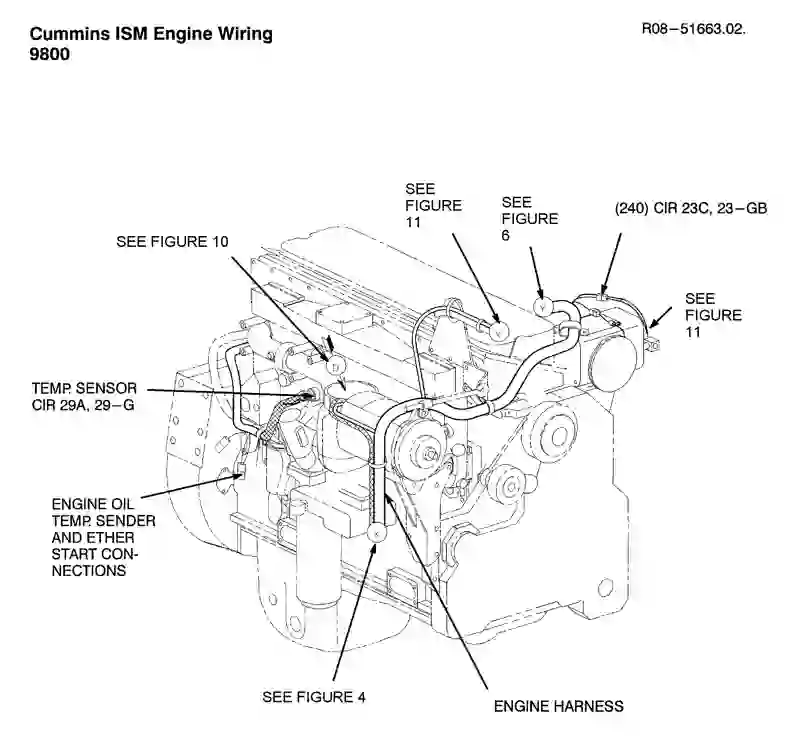 Cummins ISM Engine Wiring
9800
R08-51663.02.
SEE
FIGURE
11
SEE
FIGURE
6
(240) CIR 23C, 23-GB
SEE FIGURE 10
SEE
FIGURE
11
TEMP. SENSOR
CIR 29A, 29-G
ENGINE OIL
TEMP. SENDER
AND ETHER
START CON-
NECTIONS
SEE FIGURE 4
ENGINE HARNESS